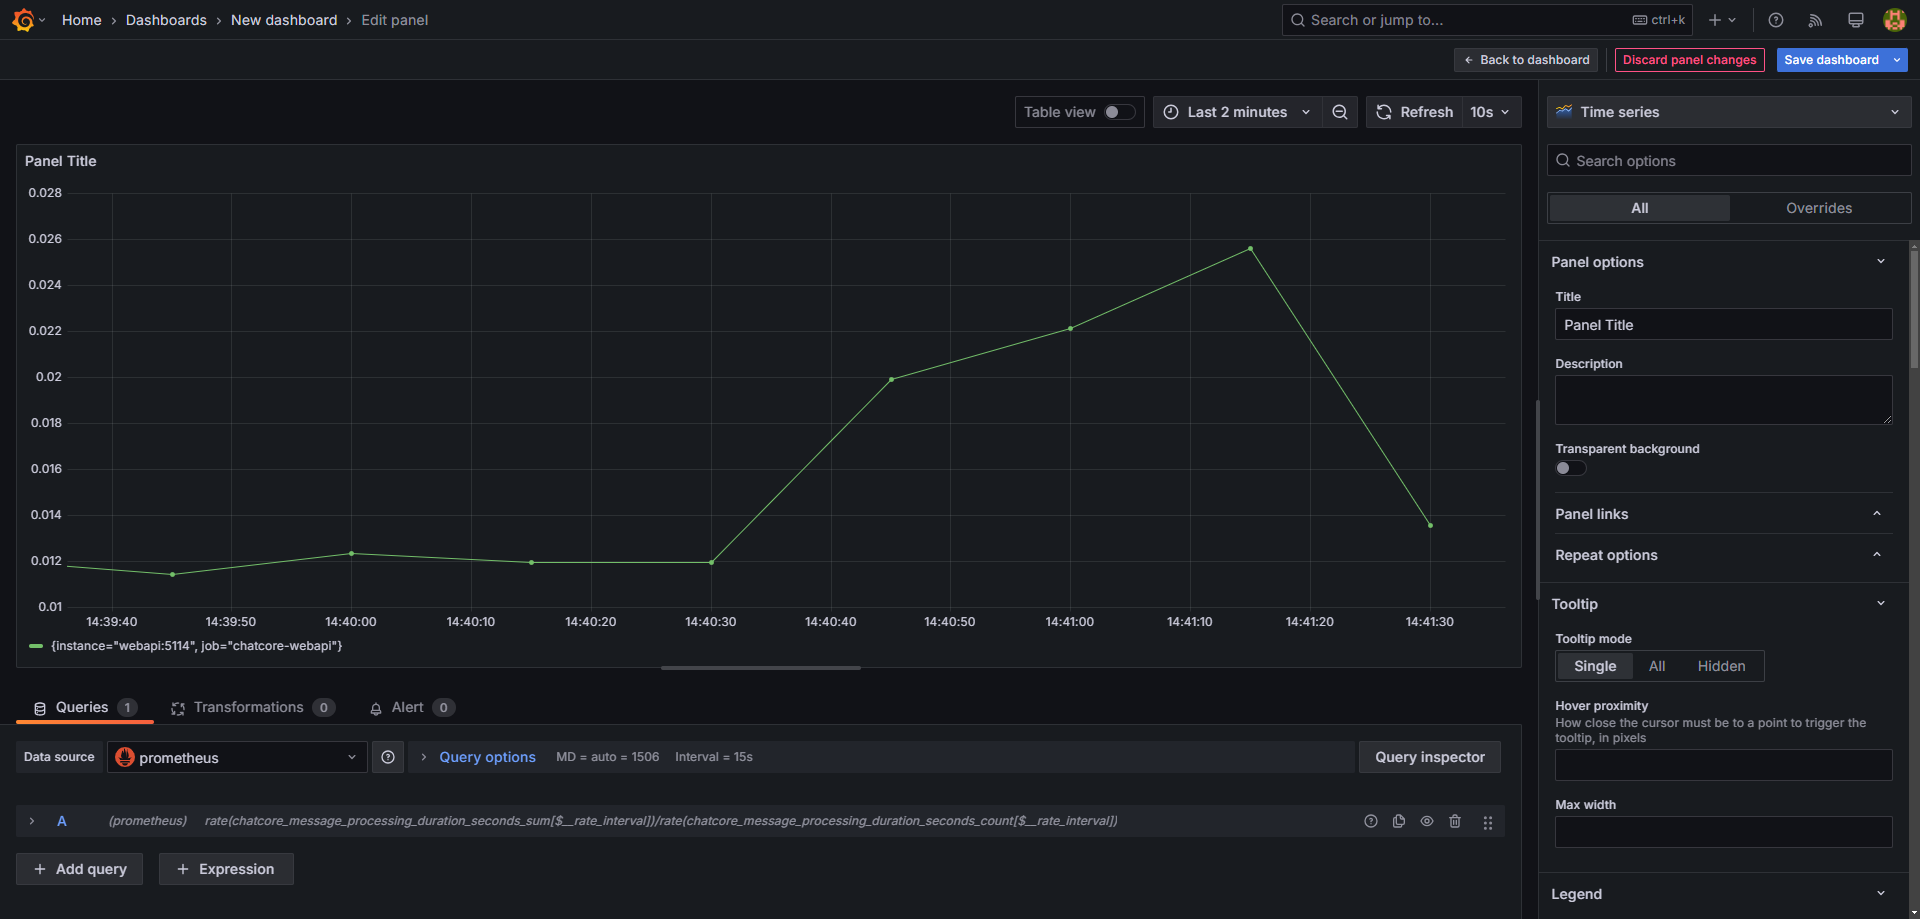 Home › Dashboards › New dashboard › Edit panel
Search or jump to... ctrl+k
Back to dashboard
Discard panel changes
Save dashboard
Table view
Last 2 minutes
Refresh
10s
Time series
Search options
All
Overrides
Panel Title
0.028
0.026
0.024
0.022
0.02
0.018
0.016
0.014
0.012
0.01
14:39:40 14:39:50 14:40:00 14:40:10 14:40:20 14:40:30 14:40:40 14:40:50 14:41:00 14:41:10 14:41:20 14:41:30
{instance="webapi:5114", job="chatcore-webapi"}
Queries 1
Transformations 0
Alert 0
Data source
prometheus
Query options MD = auto = 1506 Interval = 15s
Query inspector
A (prometheus) rate(chatcore_message_processing_duration_seconds_sum[$__rate_interval])/rate(chatcore_message_processing_duration_seconds_count[$__rate_interval])
+ Add query
+ Expression
Panel options
Title
Panel Title
Description
Transparent background
Panel links
Repeat options
Tooltip
Tooltip mode
Single All Hidden
Hover proximity
How close the cursor must be to a point to trigger the
tooltip, in pixels
Max width
Legend